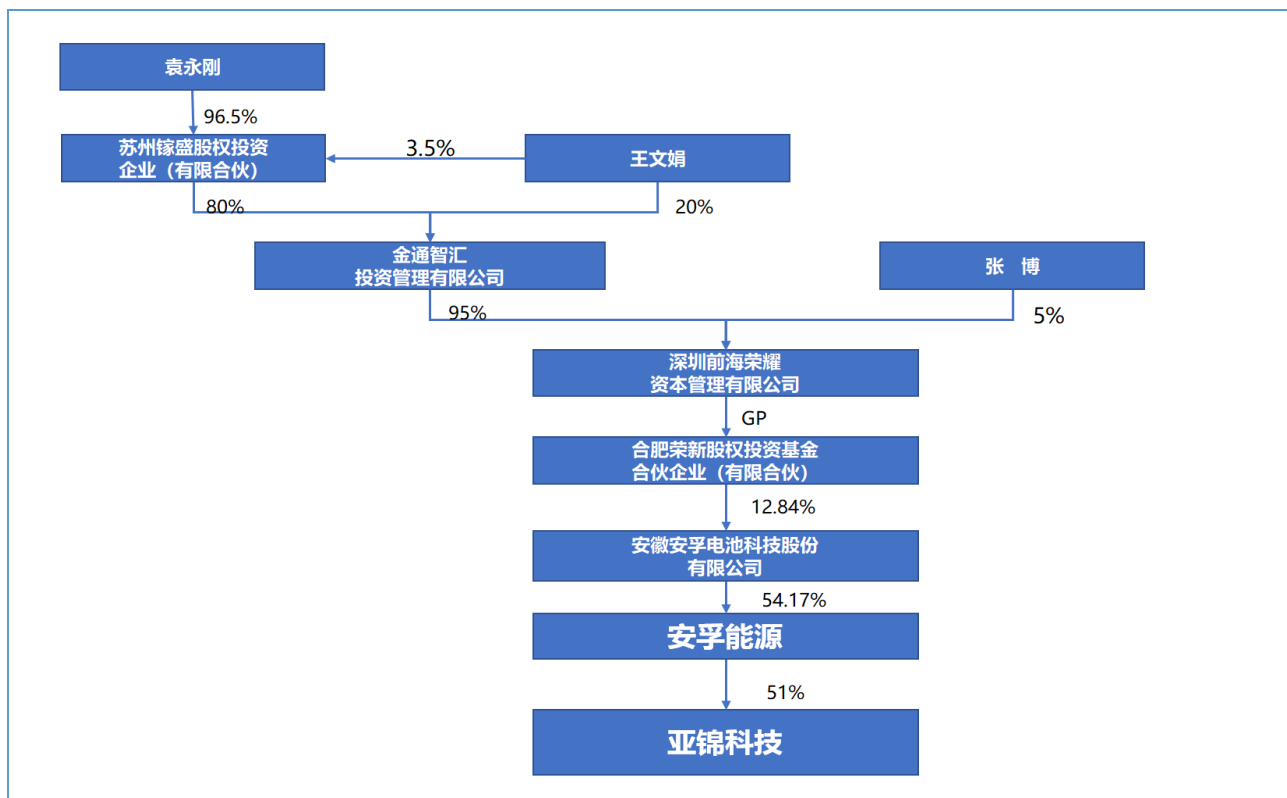 袁永刚
96.5%
苏州镓盛股权投资
企业（有限合伙）
3.5%
王文娟
80%
20%
金通智汇
投资管理有限公司
张 博
95%
5%
深圳前海荣耀
资本管理有限公司
GP
合肥荣新股权投资基金
合伙企业（有限合伙）
12.84%
安徽安孚电池科技股份
有限公司
54.17%
安孚能源
51%
亚锦科技